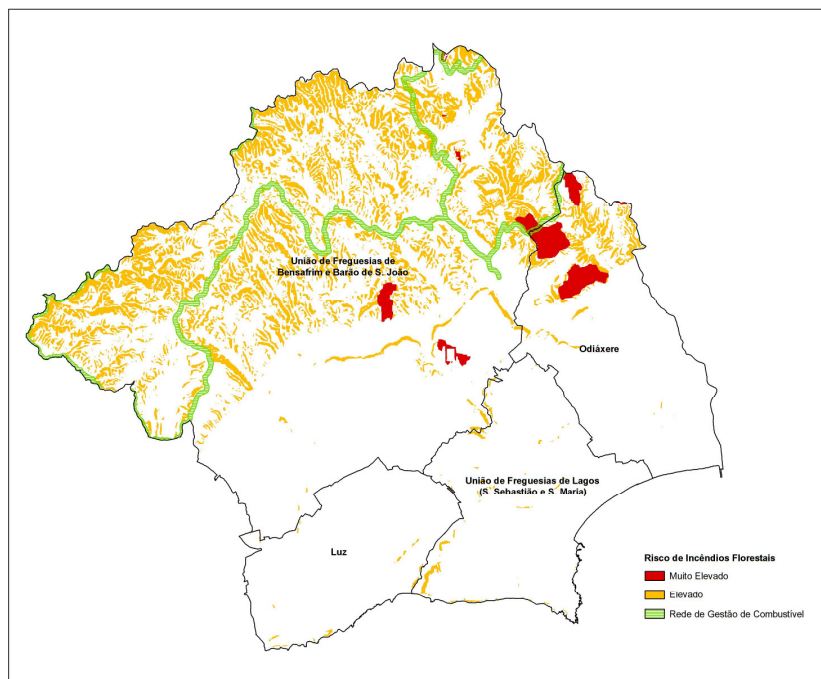 União de Freguesias de
Bensafrim e Barão de S. João
Odiáxere
União de Freguesias de Lagos
(S. Sebastião e S. Maria)
Luz
Risco de Incêndios Florestais
Muito Elevado
Elevado
Rede de Gestão de Combustível